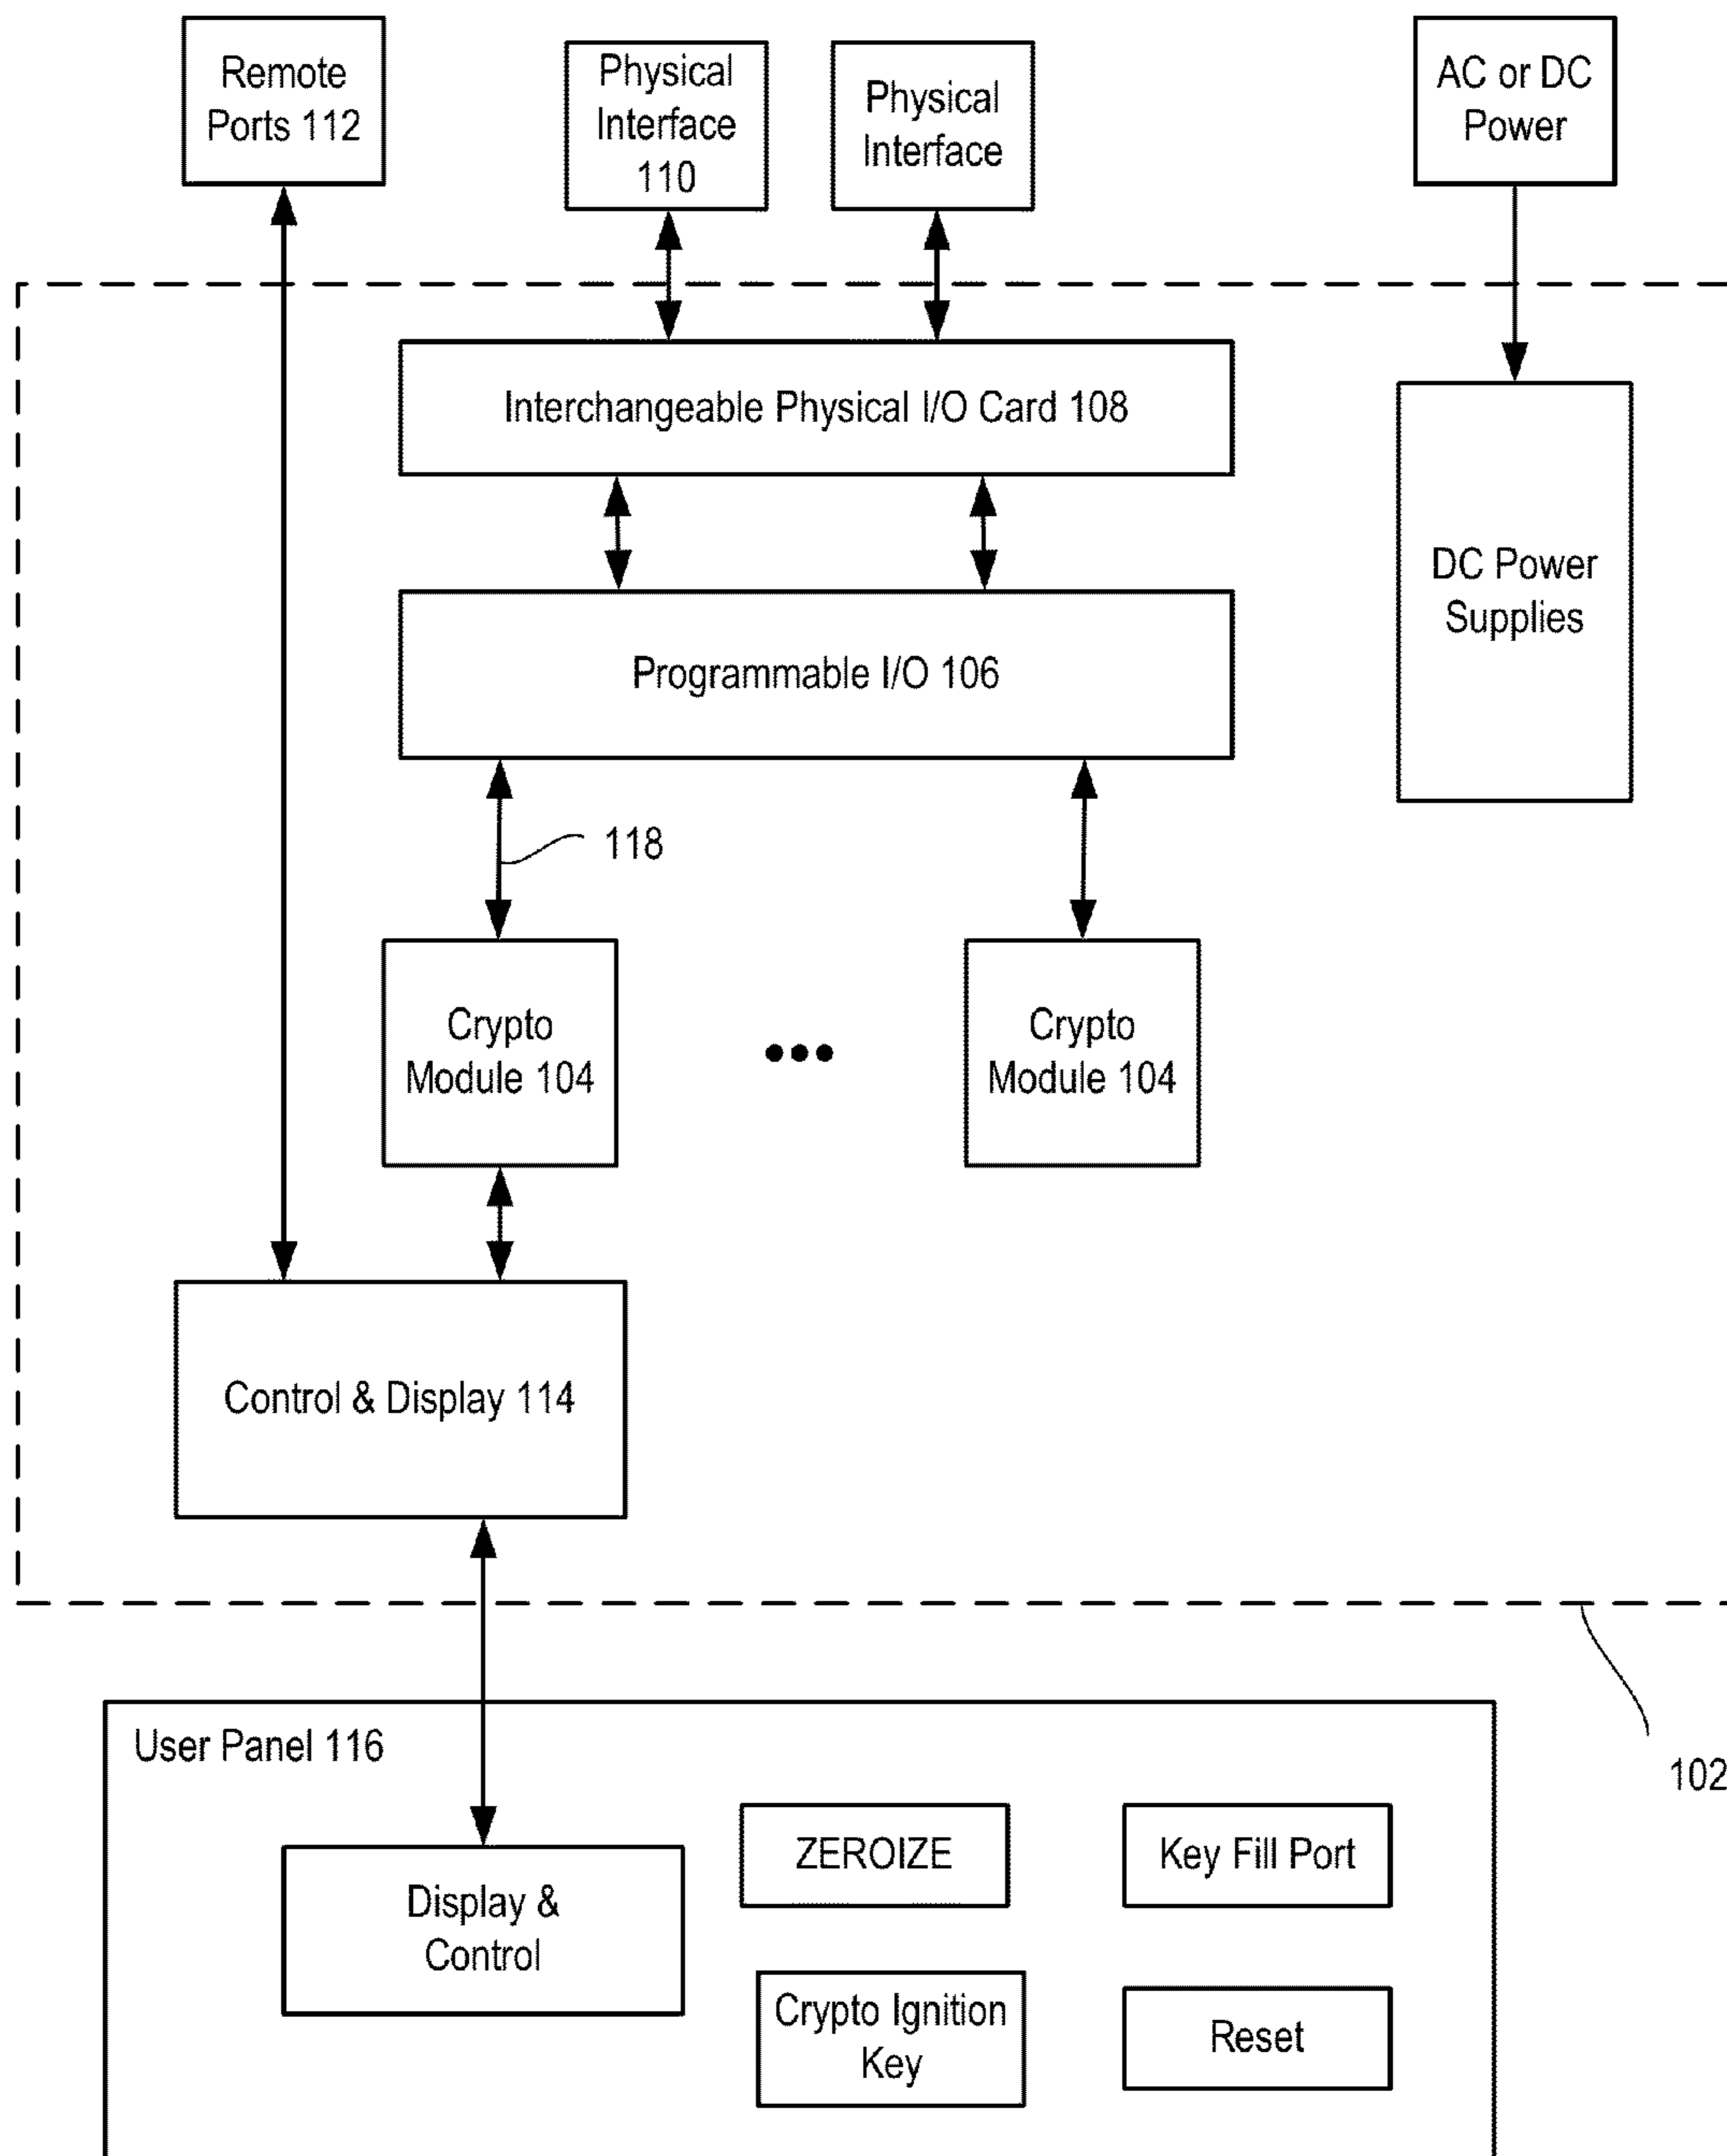 Remote
Ports 112
Physical
Interface
110
Physical
Interface
AC or DC
Power
Interchangeable Physical I/O Card 108
DC Power
Supplies
Programmable I/O 106
118
Crypto
Module 104
Crypto
Module 104
Control & Display 114
102
User Panel 116
Display &
Control
ZEROIZE
Key Fill Port
Crypto Ignition
Key
Reset